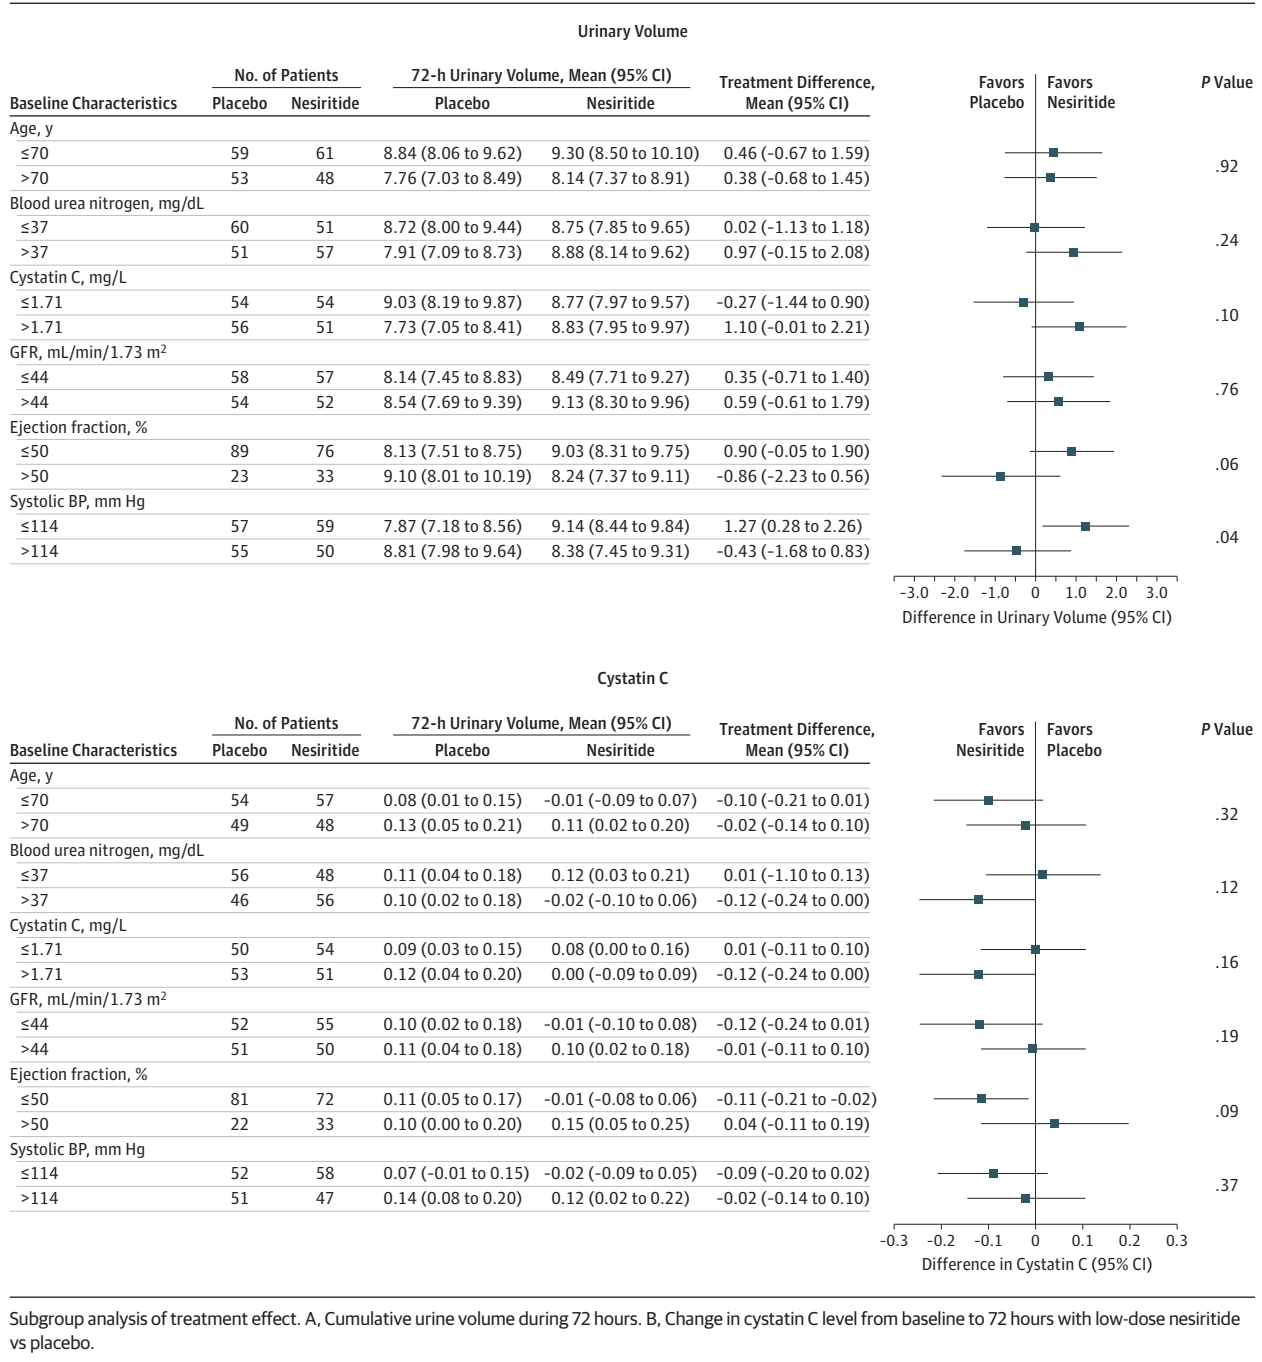 Urinary Volume
No. of Patients 72-h Urinary Volume, Mean (95% CI) Treatment Difference, Mean (95% CI) Favors Placebo Favors Nesiritide P Value
Baseline Characteristics Placebo Nesiritide Placebo Nesiritide
Age, y
≤70 59 61 8.84 (8.06 to 9.62) 9.30 (8.50 to 10.10) 0.46 (-0.67 to 1.59)
.92
>70 53 48 7.76 (7.03 to 8.49) 8.14 (7.37 to 8.91) 0.38 (-0.68 to 1.45)
Blood urea nitrogen, mg/dL
≤37 60 51 8.72 (8.00 to 9.44) 8.75 (7.85 to 9.65) 0.02 (-1.13 to 1.18)
.24
>37 51 57 7.91 (7.09 to 8.73) 8.88 (8.14 to 9.62) 0.97 (-0.15 to 2.08)
Cystatin C, mg/L
≤1.71 54 54 9.03 (8.19 to 9.87) 8.77 (7.97 to 9.57) -0.27 (-1.44 to 0.90)
.10
>1.71 56 51 7.73 (7.05 to 8.41) 8.83 (7.95 to 9.97) 1.10 (-0.01 to 2.21)
GFR, mL/min/1.73 m²
≤44 58 57 8.14 (7.45 to 8.83) 8.49 (7.71 to 9.27) 0.35 (-0.71 to 1.40)
.76
>44 54 52 8.54 (7.69 to 9.39) 9.13 (8.30 to 9.96) 0.59 (-0.61 to 1.79)
Ejection fraction, %
≤50 89 76 8.13 (7.51 to 8.75) 9.03 (8.31 to 9.75) 0.90 (-0.05 to 1.90)
.06
>50 23 33 9.10 (8.01 to 10.19) 8.24 (7.37 to 9.11) -0.86 (-2.23 to 0.56)
Systolic BP, mm Hg
≤114 57 59 7.87 (7.18 to 8.56) 9.14 (8.44 to 9.84) 1.27 (0.28 to 2.26)
.04
>114 55 50 8.81 (7.98 to 9.64) 8.38 (7.45 to 9.31) -0.43 (-1.68 to 0.83)
-3.0 -2.0 -1.0 0 1.0 2.0 3.0
Difference in Urinary Volume (95% CI)
Cystatin C
No. of Patients 72-h Urinary Volume, Mean (95% CI) Treatment Difference, Mean (95% CI) Favors Nesiritide Favors Placebo P Value
Baseline Characteristics Placebo Nesiritide Placebo Nesiritide
Age, y
≤70 54 57 0.08 (0.01 to 0.15) -0.01 (-0.09 to 0.07) -0.10 (-0.21 to 0.01)
.32
>70 49 48 0.13 (0.05 to 0.21) 0.11 (0.02 to 0.20) -0.02 (-0.14 to 0.10)
Blood urea nitrogen, mg/dL
≤37 56 48 0.11 (0.04 to 0.18) 0.12 (0.03 to 0.21) 0.01 (-1.10 to 0.13)
.12
>37 46 56 0.10 (0.02 to 0.18) -0.02 (-0.10 to 0.06) -0.12 (-0.24 to 0.00)
Cystatin C, mg/L
≤1.71 50 54 0.09 (0.03 to 0.15) 0.08 (0.00 to 0.16) 0.01 (-0.11 to 0.10)
.16
>1.71 53 51 0.12 (0.04 to 0.20) 0.00 (-0.09 to 0.09) -0.12 (-0.24 to 0.00)
GFR, mL/min/1.73 m²
≤44 52 55 0.10 (0.02 to 0.18) -0.01 (-0.10 to 0.08) -0.12 (-0.24 to 0.01)
.19
>44 51 50 0.11 (0.04 to 0.18) 0.10 (0.02 to 0.18) -0.01 (-0.11 to 0.10)
Ejection fraction, %
≤50 81 72 0.11 (0.05 to 0.17) -0.01 (-0.08 to 0.06) -0.11 (-0.21 to -0.02)
.09
>50 22 33 0.10 (0.00 to 0.20) 0.15 (0.05 to 0.25) 0.04 (-0.11 to 0.19)
Systolic BP, mm Hg
≤114 52 58 0.07 (-0.01 to 0.15) -0.02 (-0.09 to 0.05) -0.09 (-0.20 to 0.02)
.37
>114 51 47 0.14 (0.08 to 0.20) 0.12 (0.02 to 0.22) -0.02 (-0.14 to 0.10)
-0.3 -0.2 -0.1 0 0.1 0.2 0.3
Difference in Cystatin C (95% CI)
Subgroup analysis of treatment effect. A, Cumulative urine volume during 72 hours. B, Change in cystatin C level from baseline to 72 hours with low-dose nesiritide
vs placebo.